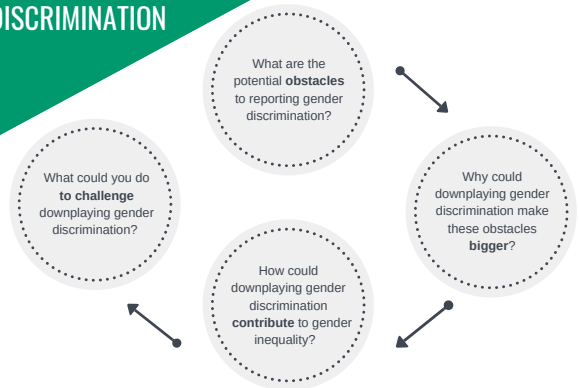 DISCRIMINATION
What are the
potential obstacles
to reporting gender
discrimination?
Why could
downplaying gender
discrimination make
these obstacles
bigger?
How could
downplaying gender
discrimination
contribute to gender
inequality?
What could you do
to challenge
downplaying gender
discrimination?